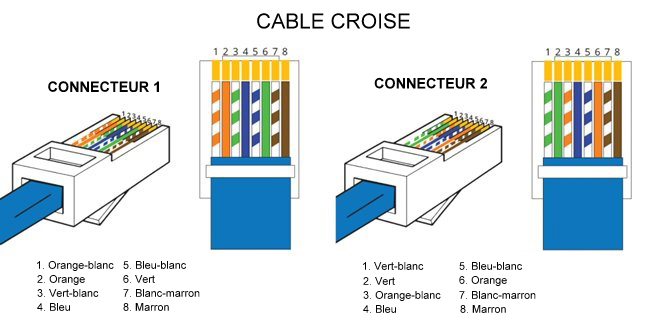 CABLE CROISE
CONNECTEUR 1
1 2 3 4 5 6 7 8
12345678
1. Orange-blanc
2. Orange
3. Vert-blanc
4. Bleu
5. Bleu-blanc
6. Vert
7. Blanc-marron
8. Marron
CONNECTEUR 2
1 2 3 4 5 6 7 8
12345678
1. Vert-blanc
2. Vert
3. Orange-blanc
4. Bleu
5. Bleu-blanc
6. Orange
7. Blanc-marron
8. Marron